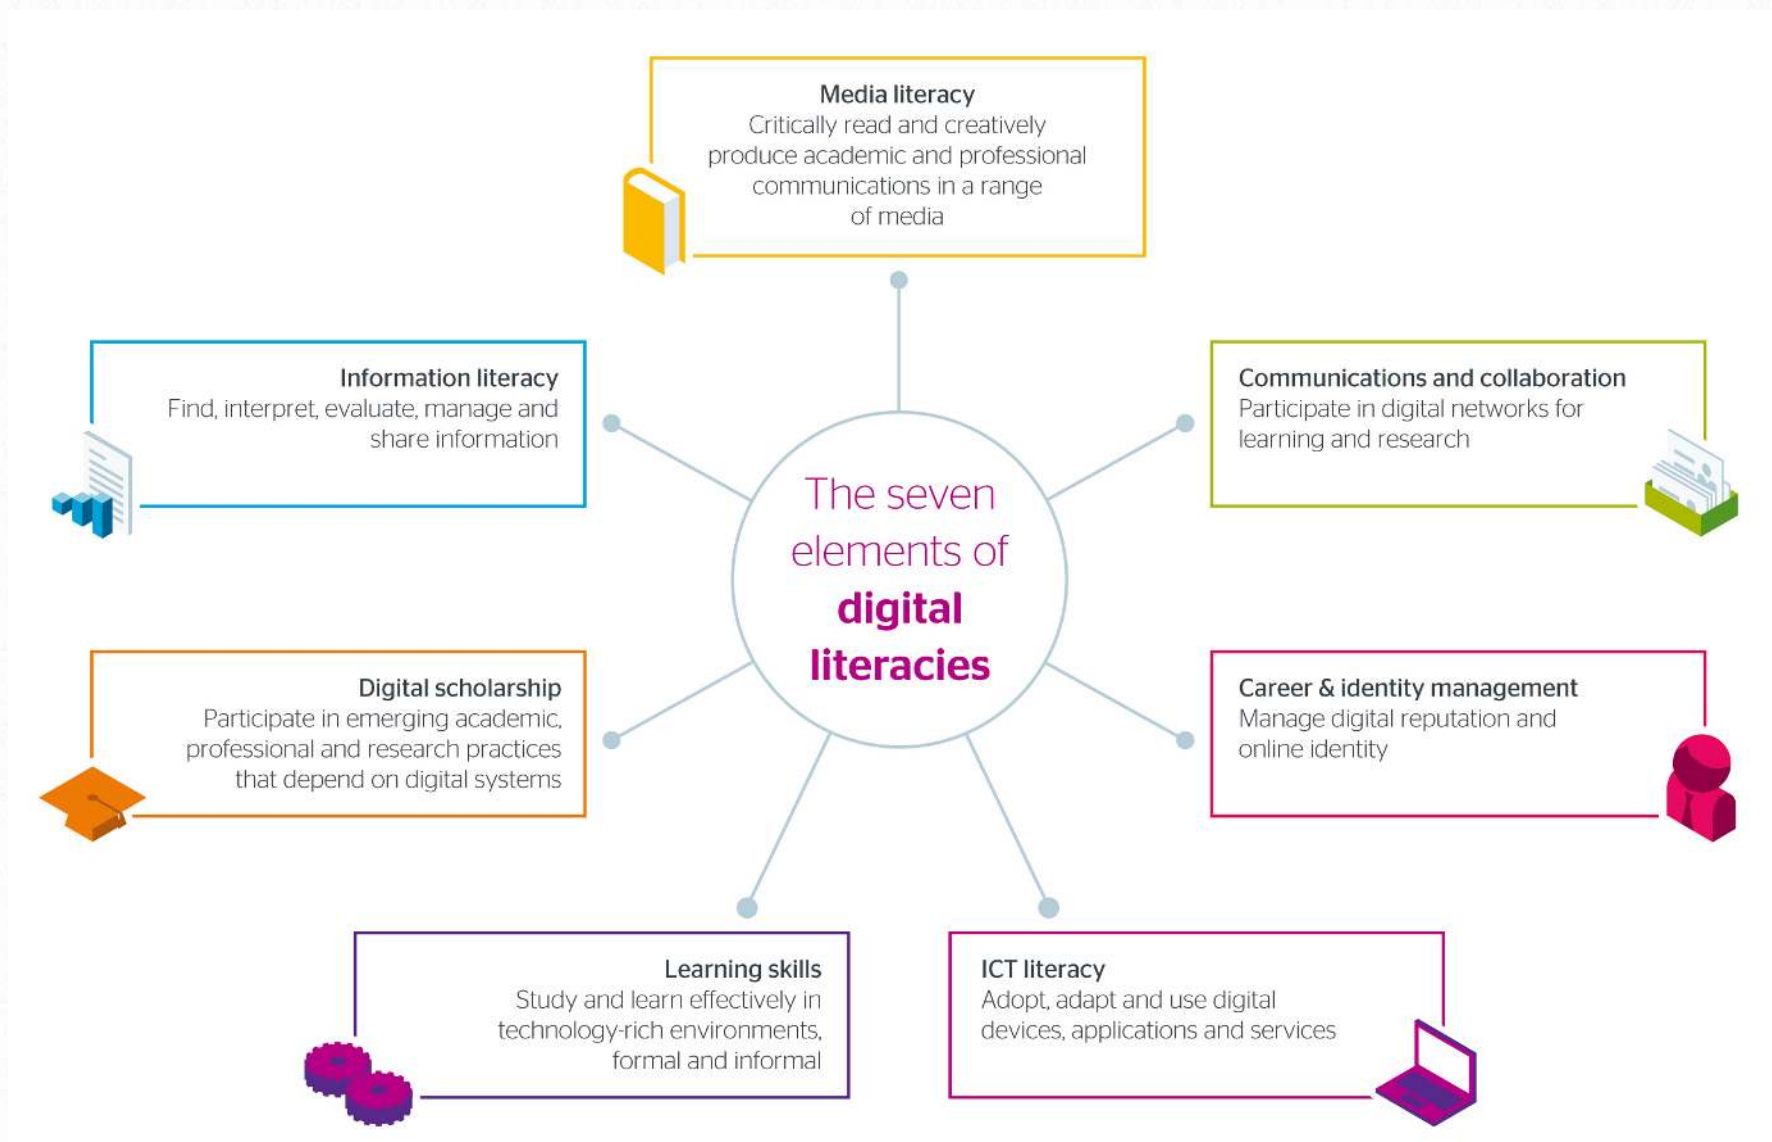 Media literacy
Critically read and creatively
produce academic and professional
communications in a range
of media
Information literacy
Find, interpret, evaluate, manage and
share information
Communications and collaboration
Participate in digital networks for
learning and research
The seven
elements of
digital
literacies
Digital scholarship
Participate in emerging academic,
professional and research practices
that depend on digital systems
Career & identity management
Manage digital reputation and
online identity
Learning skills
Study and learn effectively in
technology-rich environments,
formal and informal
ICT literacy
Adopt, adapt and use digital
devices, applications and services